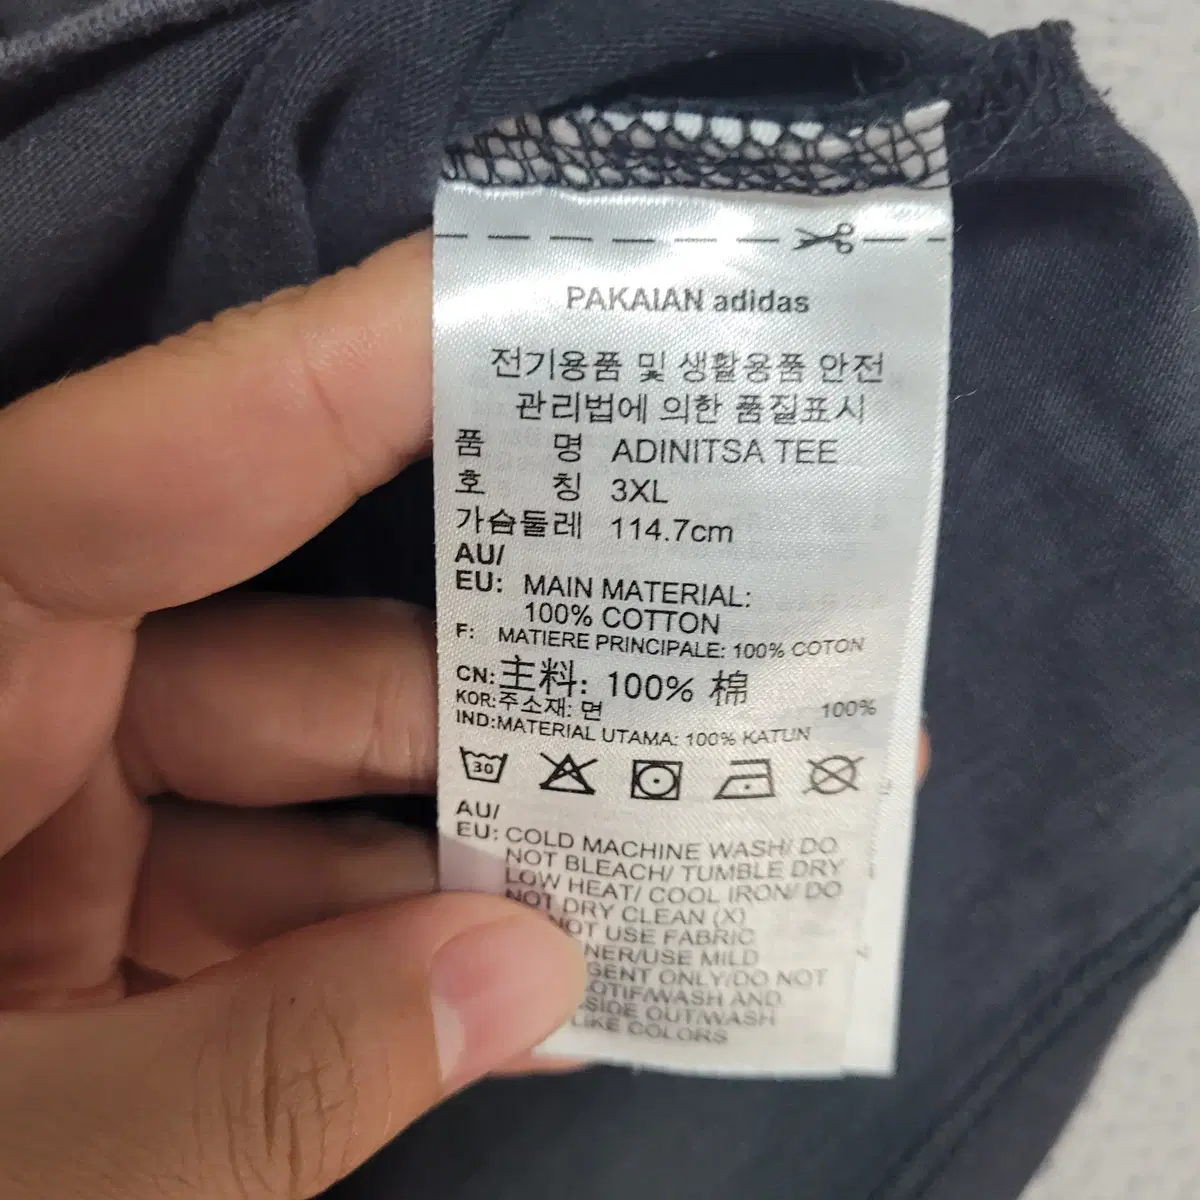 PAKAIAN adidas
전기용품 및 생활용품 안전
관리법에 의한 품질표시
품 명 ADINITSA TEE
호 칭 3XL
가슴둘레 114.7cm
AU/
EU: MAIN MATERIAL:
100% COTTON
F: MATIERE PRINCIPALE: 100% COTON
CN:主料: 100% 棉
KOR:주소재: 면 100%
IND:MATERIAL UTAMA: 100% KATUN
30
AU/
EU: COLD MACHINE WASH/ DO
NOT BLEACH/ TUMBLE DRY
LOW HEAT/ COOL IRON/ DO
NOT DRY CLEAN (X)
NOT USE FABRIC
NER/USE MILD
GENT ONLY/DO NOT
OTIF/WASH AND
SIDE OUT/WASH
LIKE COLORS